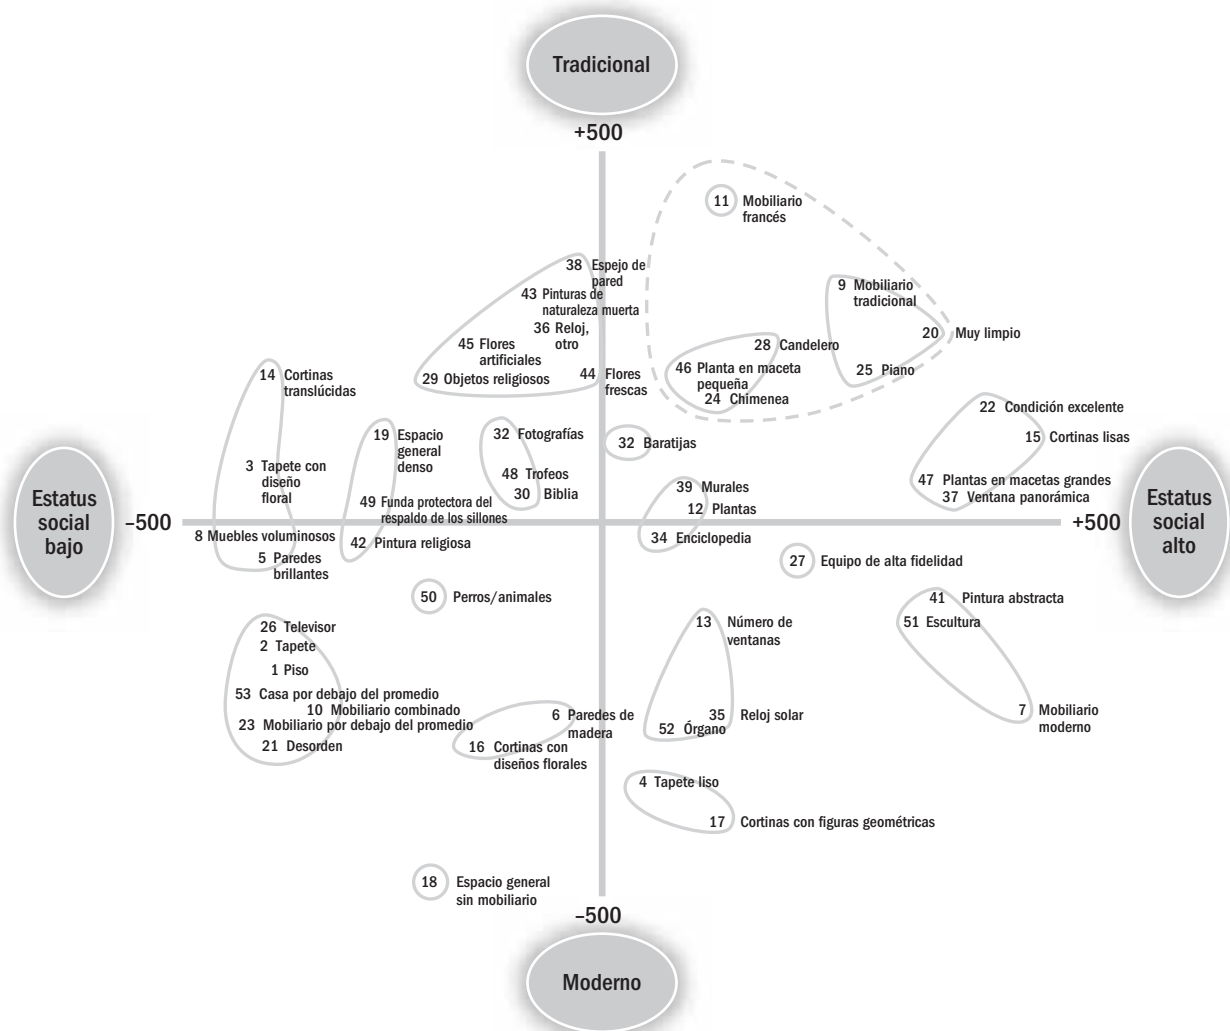 Tradicional
+500
11 Mobiliario
francés
38 Espejo de
pared
43 Pinturas de
naturaleza muerta
36 Reloj,
otro
45 Flores
artificiales
29 Objetos religiosos
44 Flores
frescas
9 Mobiliario
tradicional
20 Muy limpio
28 Candelero
25 Piano
46 Planta en maceta
pequeña
24 Chimenea
14 Cortinas
translúcidas
22 Condición excelente
15 Cortinas lisas
47 Plantas en macetas grandes
37 Ventana panorámica
19 Espacio
general
denso
32 Fotografías
32 Baratijas
3 Tapete con
diseño
floral
48 Trofeos
30 Biblia
39 Murales
12 Plantas
49 Funda protectora del
respaldo de los sillones
Estatus
social
bajo
–500
+500
Estatus
social
alto
8 Muebles voluminosos
42 Pintura religiosa
34 Enciclopedia
5 Paredes
brillantes
27 Equipo de alta fidelidad
50 Perros/animales
41 Pintura abstracta
51 Escultura
7 Mobiliario
moderno
26 Televisor
2 Tapete
1 Piso
53 Casa por debajo del promedio
10 Mobiliario combinado
23 Mobiliario por debajo del promedio
21 Desorden
13 Número de
ventanas
35 Reloj solar
52 Órgano
6 Paredes de
madera
16 Cortinas con
diseños florales
4 Tapete liso
17 Cortinas con figuras geométricas
18 Espacio general
sin mobiliario
–500
Moderno